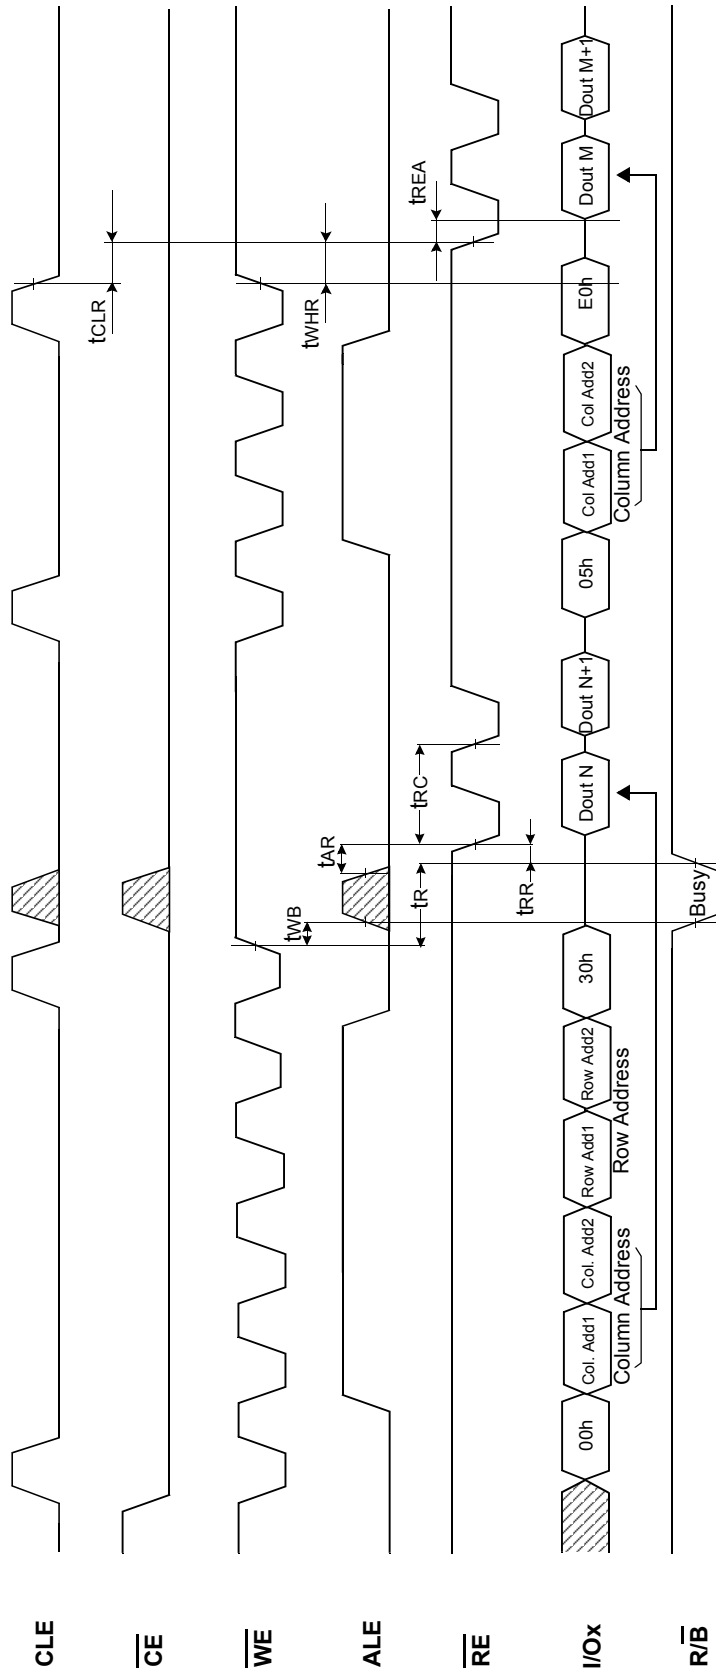 CLE
tCLR
CE
WE
tWB
tWHR
ALE
tAR
tR
RE
tRC
tRR
tREA
I/Ox
00h
Col. Add1
Col. Add2
Row Add1
Row Add2
30h
Dout N
Dout N+1
05h
Col Add1
Col Add2
E0h
Dout M
Dout M+1
Column Address
Row Address
Column Address
R/B
Busy